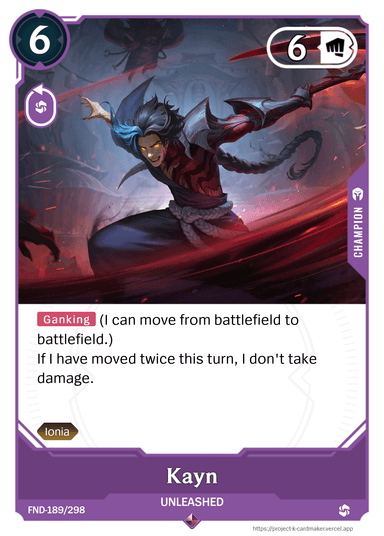 6
6
CHAMPION
Ganking (I can move from battlefield to
battlefield.)
If I have moved twice this turn, I don't take
damage.
Ionia
Kayn
UNLEASHED
FND-189/298
https://project-k-cardmaker.vercel.app